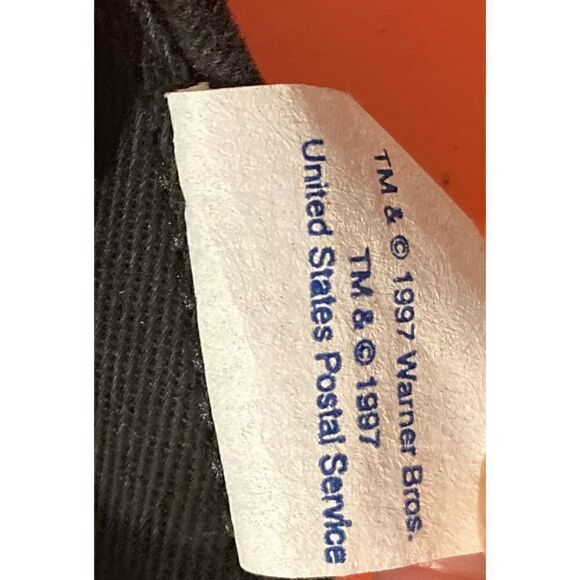 TM & © 1997 Warner Bros.
TM & © 1997
United States Postal Service